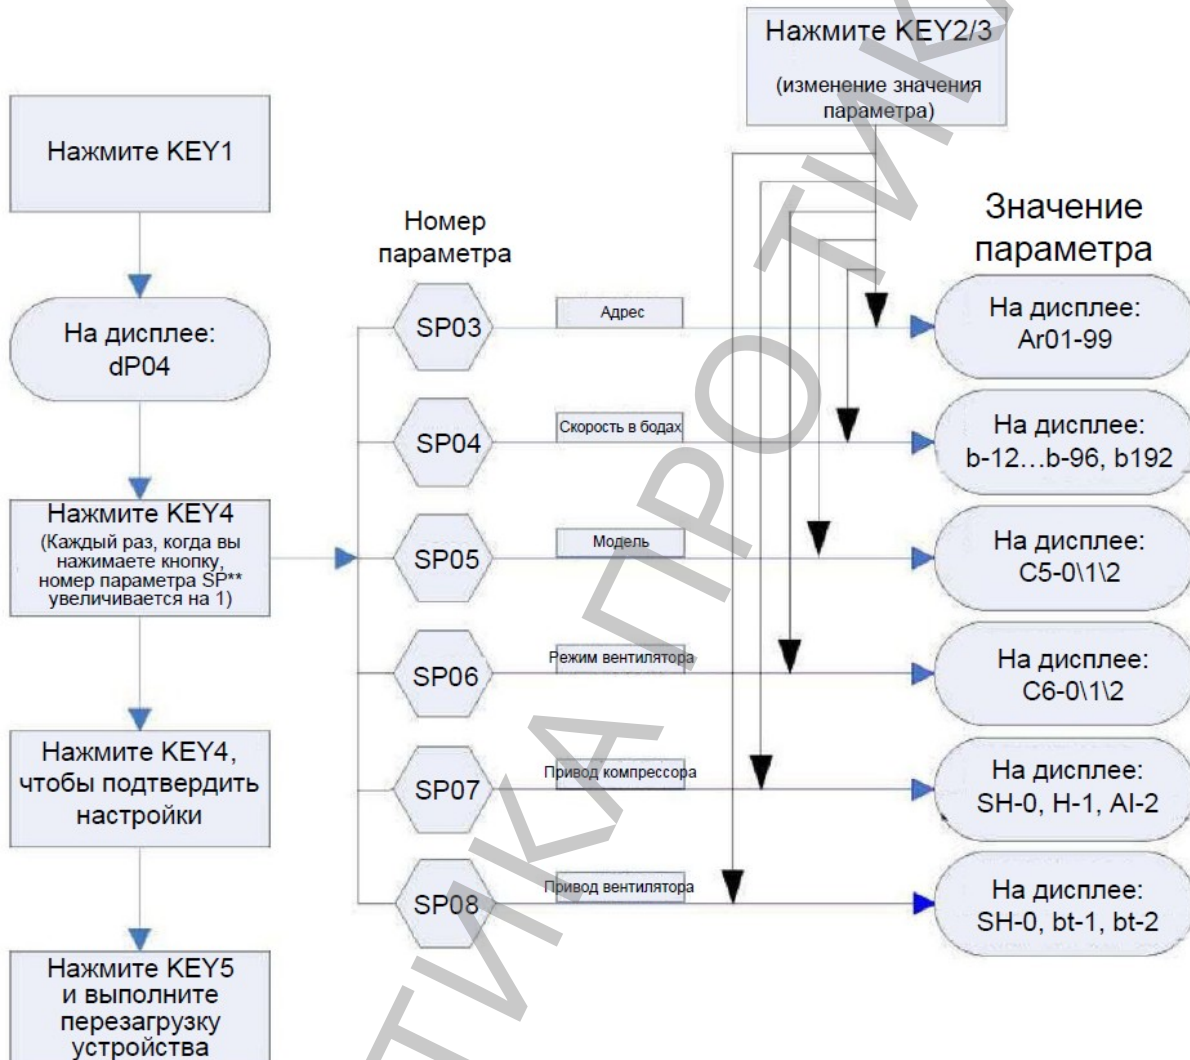 Нажмите KEY1
На дисплее:
dP04
Нажмите KEY4
(Каждый раз, когда вы
нажимаете кнопку,
номер параметра SP**
увеличивается на 1)
Нажмите KEY4,
чтобы подтвердить
настройки
Нажмите KEY5
и выполните
перезагрузку
устройства
Номер
параметра
SP03
SP04
SP05
SP06
SP07
SP08
Адрес
Скорость в бодах
Модель
Режим вентилятора
Привод компрессора
Привод вентилятора
Нажмите KEY2/3
(изменение значения
параметра)
Значение
параметра
На дисплее:
Ar01-99
На дисплее:
b-12…b-96, b192
На дисплее:
C5-0\1\2
На дисплее:
C6-0\1\2
На дисплее:
SH-0, H-1, AI-2
На дисплее:
SH-0, bt-1, bt-2
ТИКА ПРОТИК